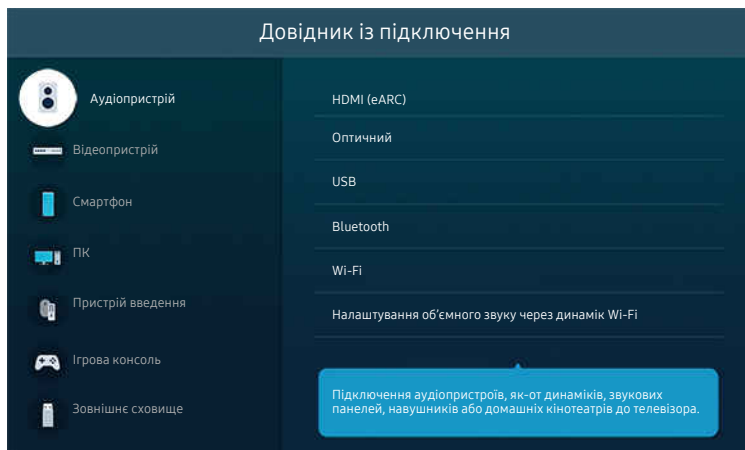 Довідник із підключення
Аудіопристрій
Відеопристрій
Смартфон
ПК
Пристрій введення
Ігрова консоль
Зовнішнє сховище
HDMI (eARC)
Оптичний
USB
Bluetooth
Wi-Fi
Налаштування об'ємного звуку через динамік Wi-Fi
Підключення аудіопристроїв, як-от динаміків, звукових
панелей, навушників або домашніх кінотеатрів до телевізора.